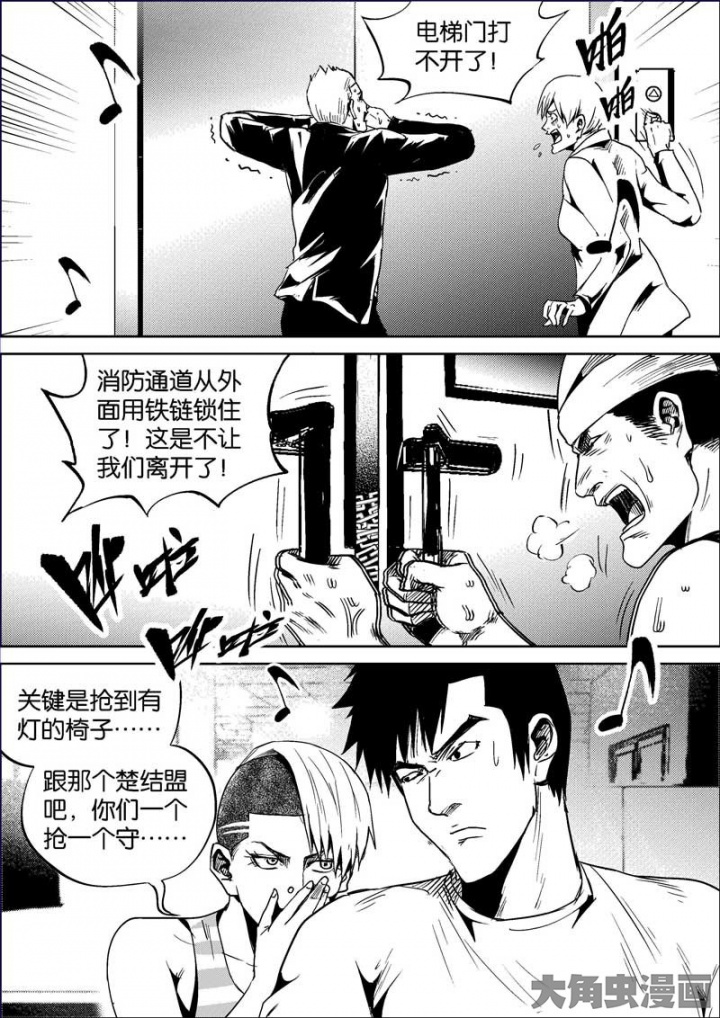 电梯门打
不开了！
啪
啪
消防通道从外
面用铁链锁住
了！这是不让
我们离开了！
哗啦
哗啦
关键是抢到有
灯的椅子……
跟那个楚结盟
吧，你们一个
抢一个守……
大角虫漫画